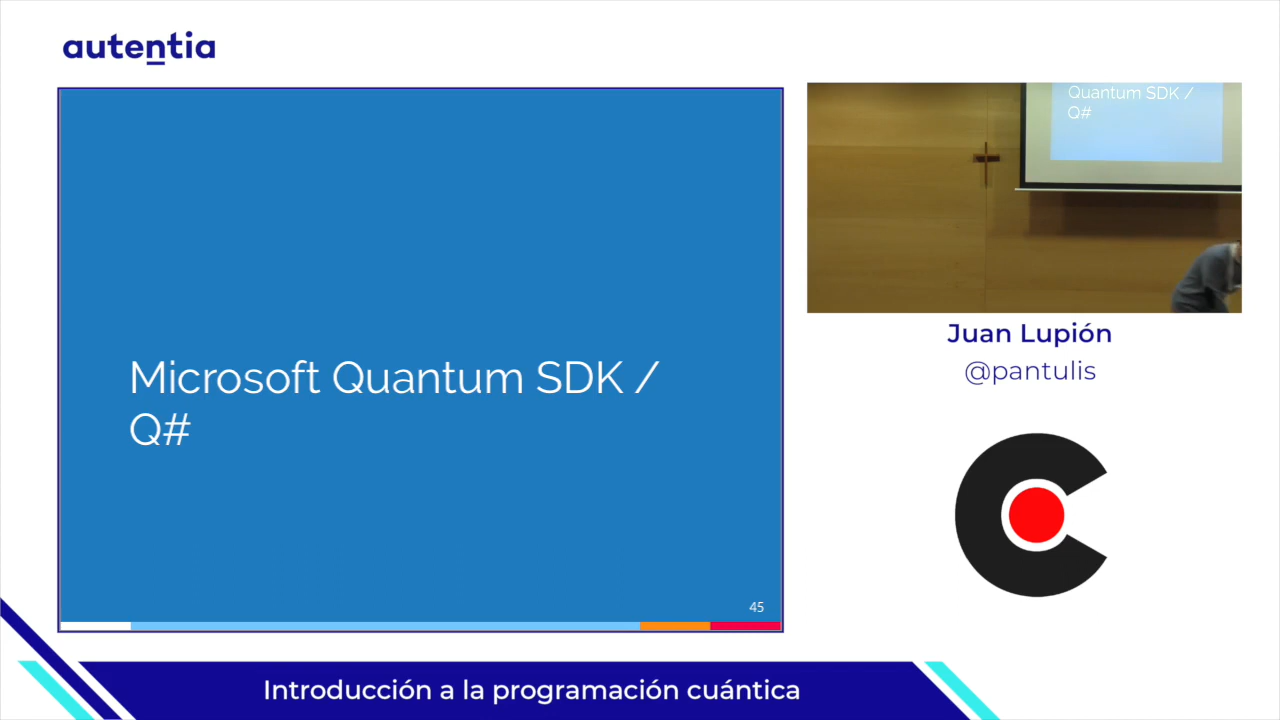 autentia
Microsoft Quantum SDK /
Q#
45
Quantum SDK /
Q#
Juan Lupión
@pantulis
Introducción a la programación cuántica